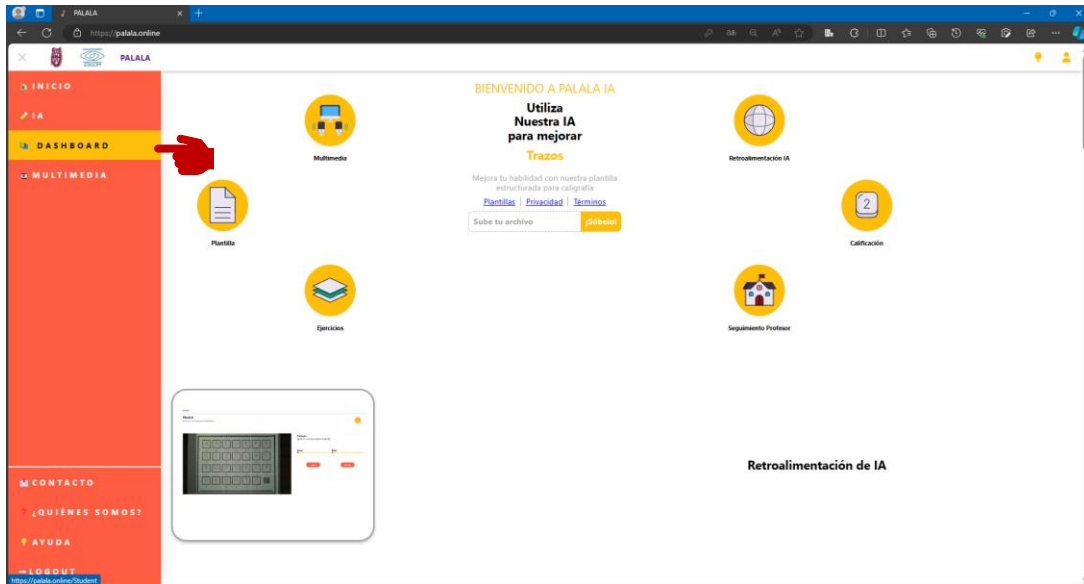 PALALA
https://palala.online
PALALA
INICIO
IA
DASHBOARD
MULTIMEDIA
CONTACTO
¿QUIÉNES SOMOS?
AYUDA
LOGOUT
https://palala.online/Student
BIENVENIDO A PALALA IA
Utiliza
Nuestra IA
para mejorar
Trazos
Mejora tu habilidad con nuestra plantilla
estructurada para caligrafía
Plantillas | Privacidad | Términos
Sube tu archivo ¡Súbelo!
Multimedia
Plantilla
Ejercicios
Retroalimentación IA
2
Calificación
Seguimiento Profesor
Retroalimentación de IA